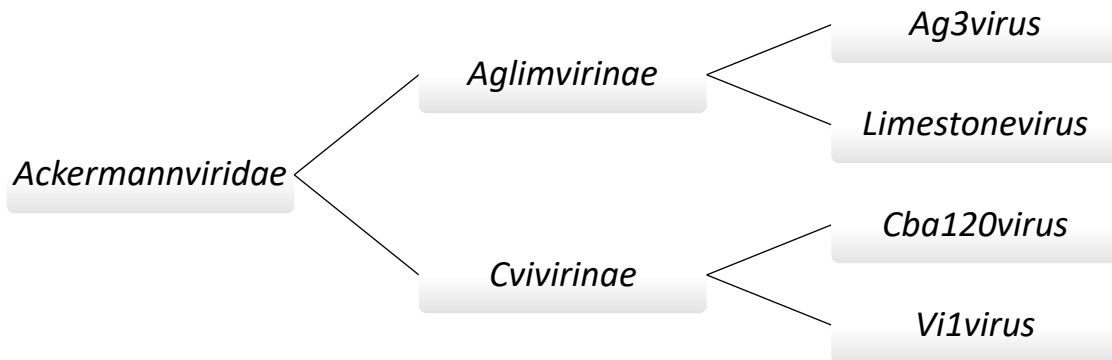 Ackermannviridae
Aglimvirinae
Ag3virus
Limestonevirus
Cvivirinae
Cba120virus
Vi1virus